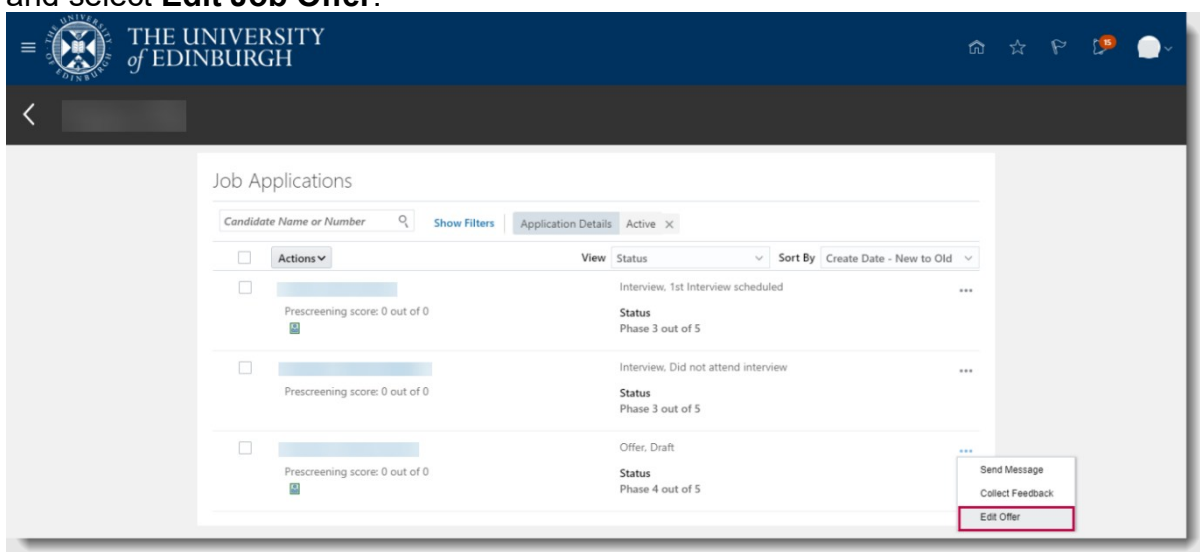 and select Edit Job Offer.
THE UNIVERSITY
of EDINBURGH
15
Job Applications
Candidate Name or Number Show Filters Application Details Active
Actions View Status Sort By Create Date - New to Old
Interview, 1st Interview scheduled
Prescreening score: 0 out of 0 Status
Phase 3 out of 5
Interview, Did not attend interview
Prescreening score: 0 out of 0 Status
Phase 3 out of 5
Offer, Draft
Prescreening score: 0 out of 0 Status
Phase 4 out of 5
Send Message
Collect Feedback
Edit Offer